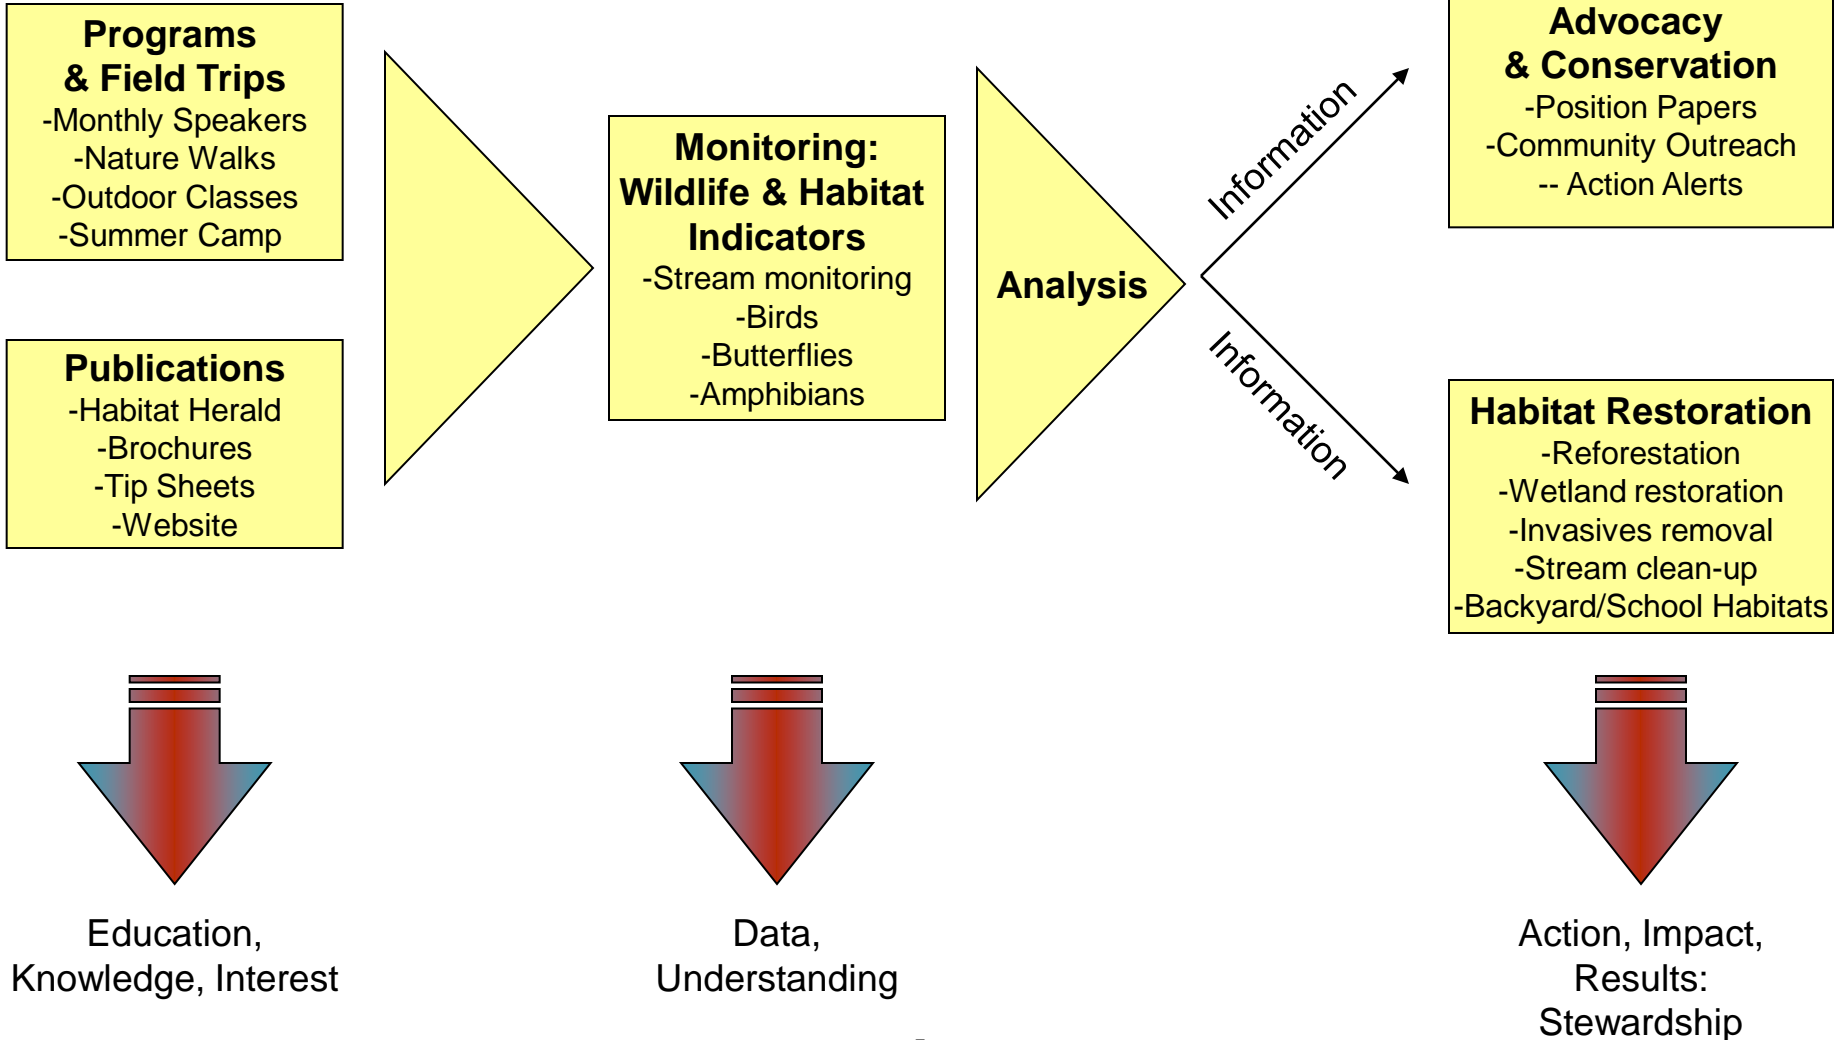 Programs
& Field Trips
-Monthly Speakers
-Nature Walks
-Outdoor Classes
-Summer Camp
Publications
-Habitat Herald
-Brochures
-Tip Sheets
-Website
Monitoring:
Wildlife & Habitat
Indicators
-Stream monitoring
-Birds
-Butterflies
-Amphibians
Analysis
Information
Information
Advocacy
& Conservation
-Position Papers
-Community Outreach
-- Action Alerts
Habitat Restoration
-Reforestation
-Wetland restoration
-Invasives removal
-Stream clean-up
-Backyard/School Habitats
Education,
Knowledge, Interest
Data,
Understanding
Action, Impact,
Results:
Stewardship